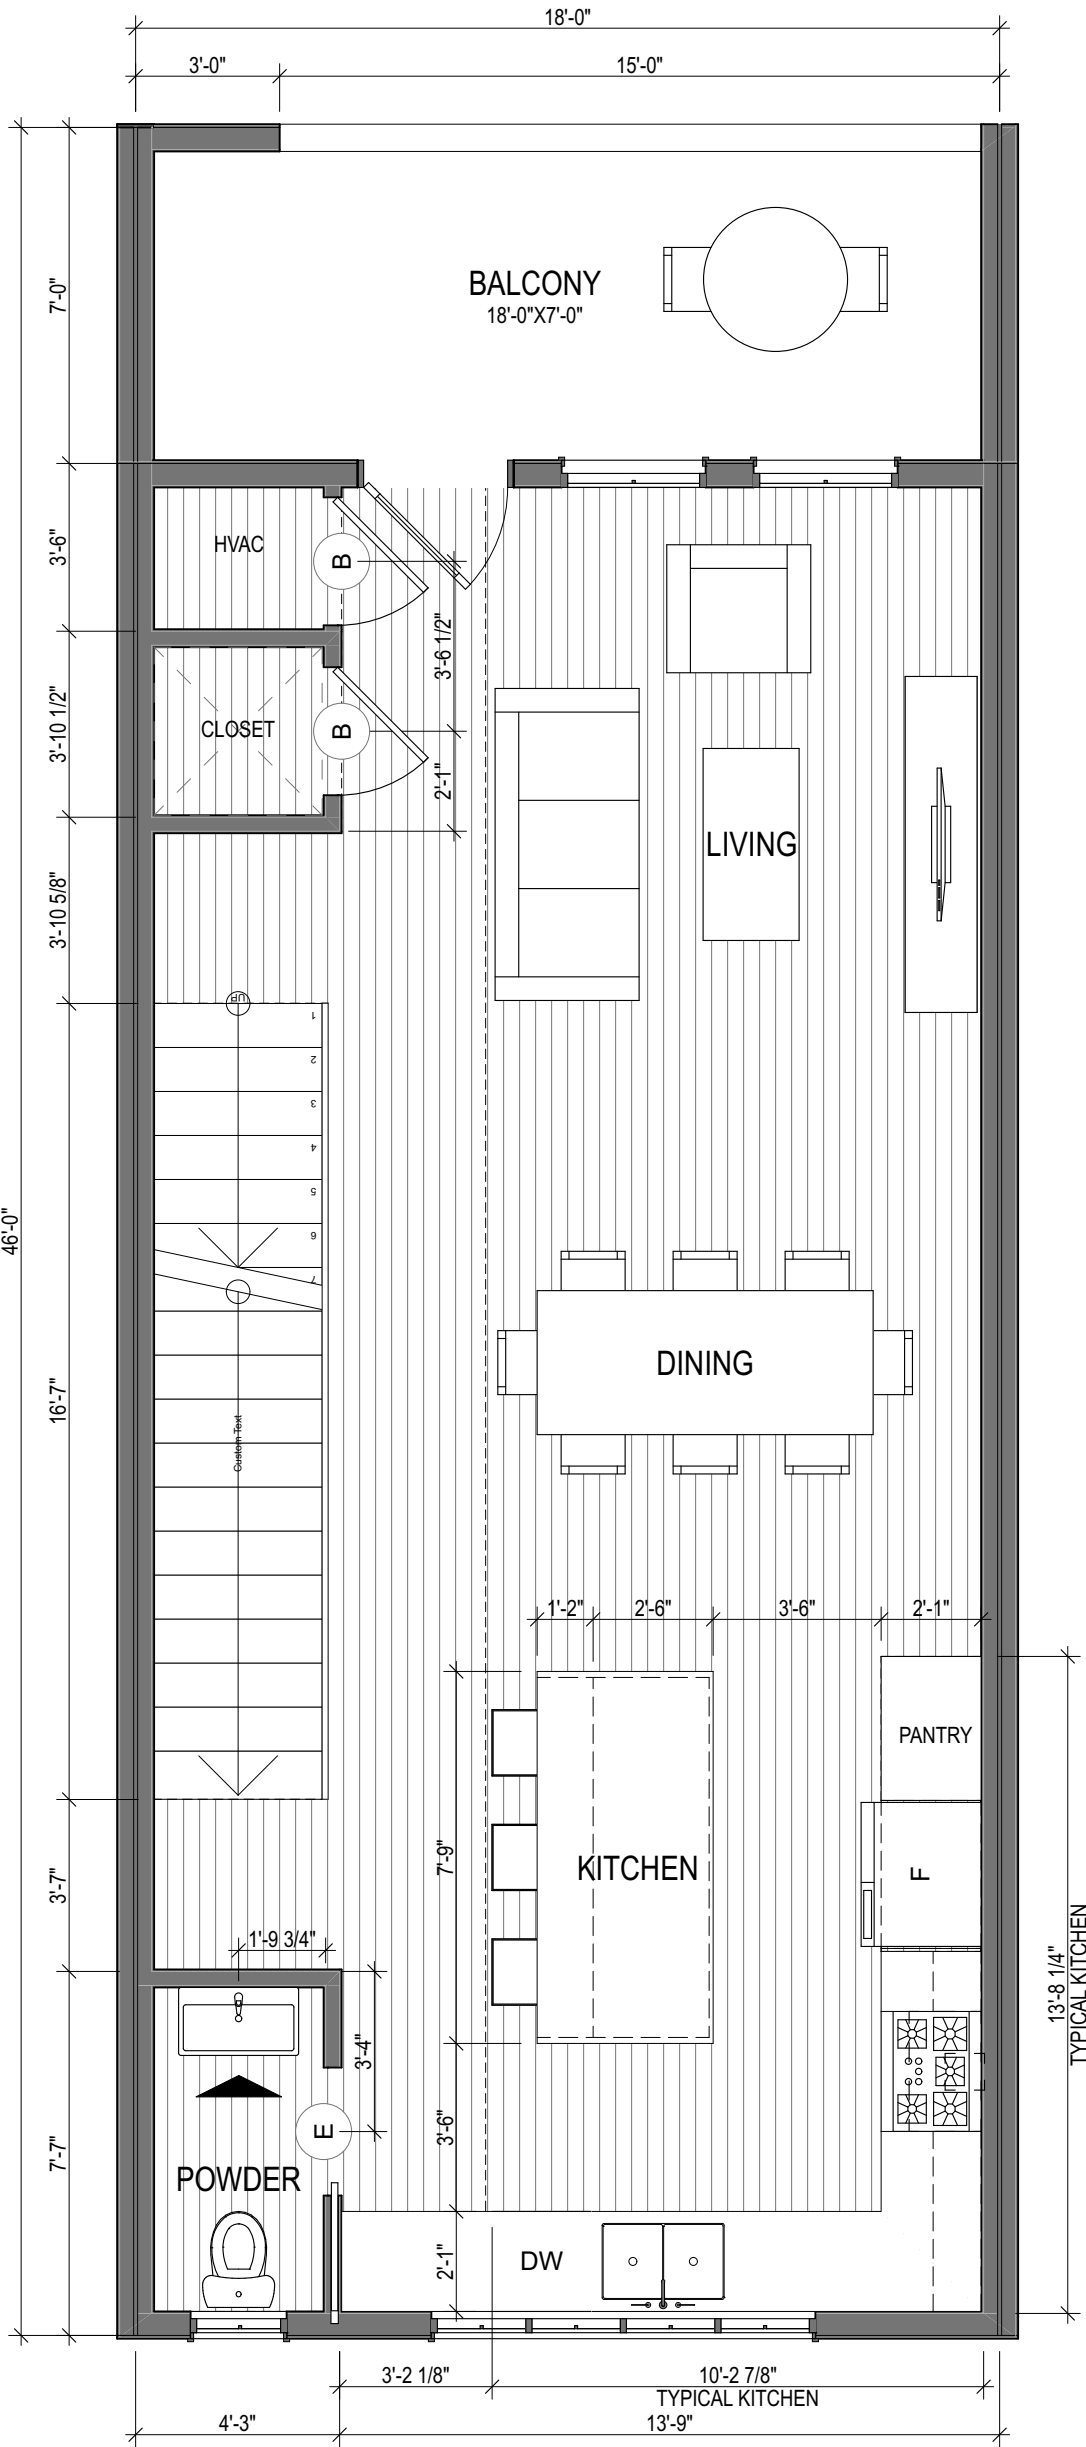 18'-0"
3'-0"
15'-0"
7'-0"
BALCONY
18'-0"X7'-0"
3'-6"
HVAC
B
3'-6 1/2"
3'-10 1/2"
CLOSET
B
2'-1"
LIVING
3'-10 5/8"
UP
1
2
3
4
5
6
7
46'-0"
DINING
16'-7"
Custom Text
1'-2"
2'-6"
3'-6"
2'-1"
PANTRY
7'-9"
KITCHEN
F
3'-7"
1'-9 3/4"
13'-8 1/4"
TYPICAL KITCHEN
3'-4"
E
3'-6"
7'-7"
POWDER
2'-1"
DW
3'-2 1/8"
10'-2 7/8"
TYPICAL KITCHEN
4'-3"
13'-9"